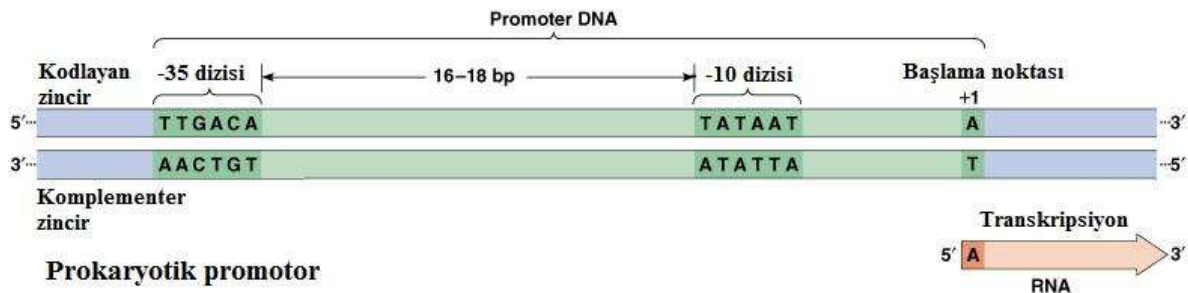 Promoter DNA
Kodlayan zincir
-35 dizisi
16–18 bp
-10 dizisi
Başlama noktası
+1
5′··· TTGACA TATAAT A ···3′
3′··· AACTGT ATATTA T ···5′
Komplementer zincir
Transkripsiyon
5′ A 3′
RNA
Prokaryotik promotor